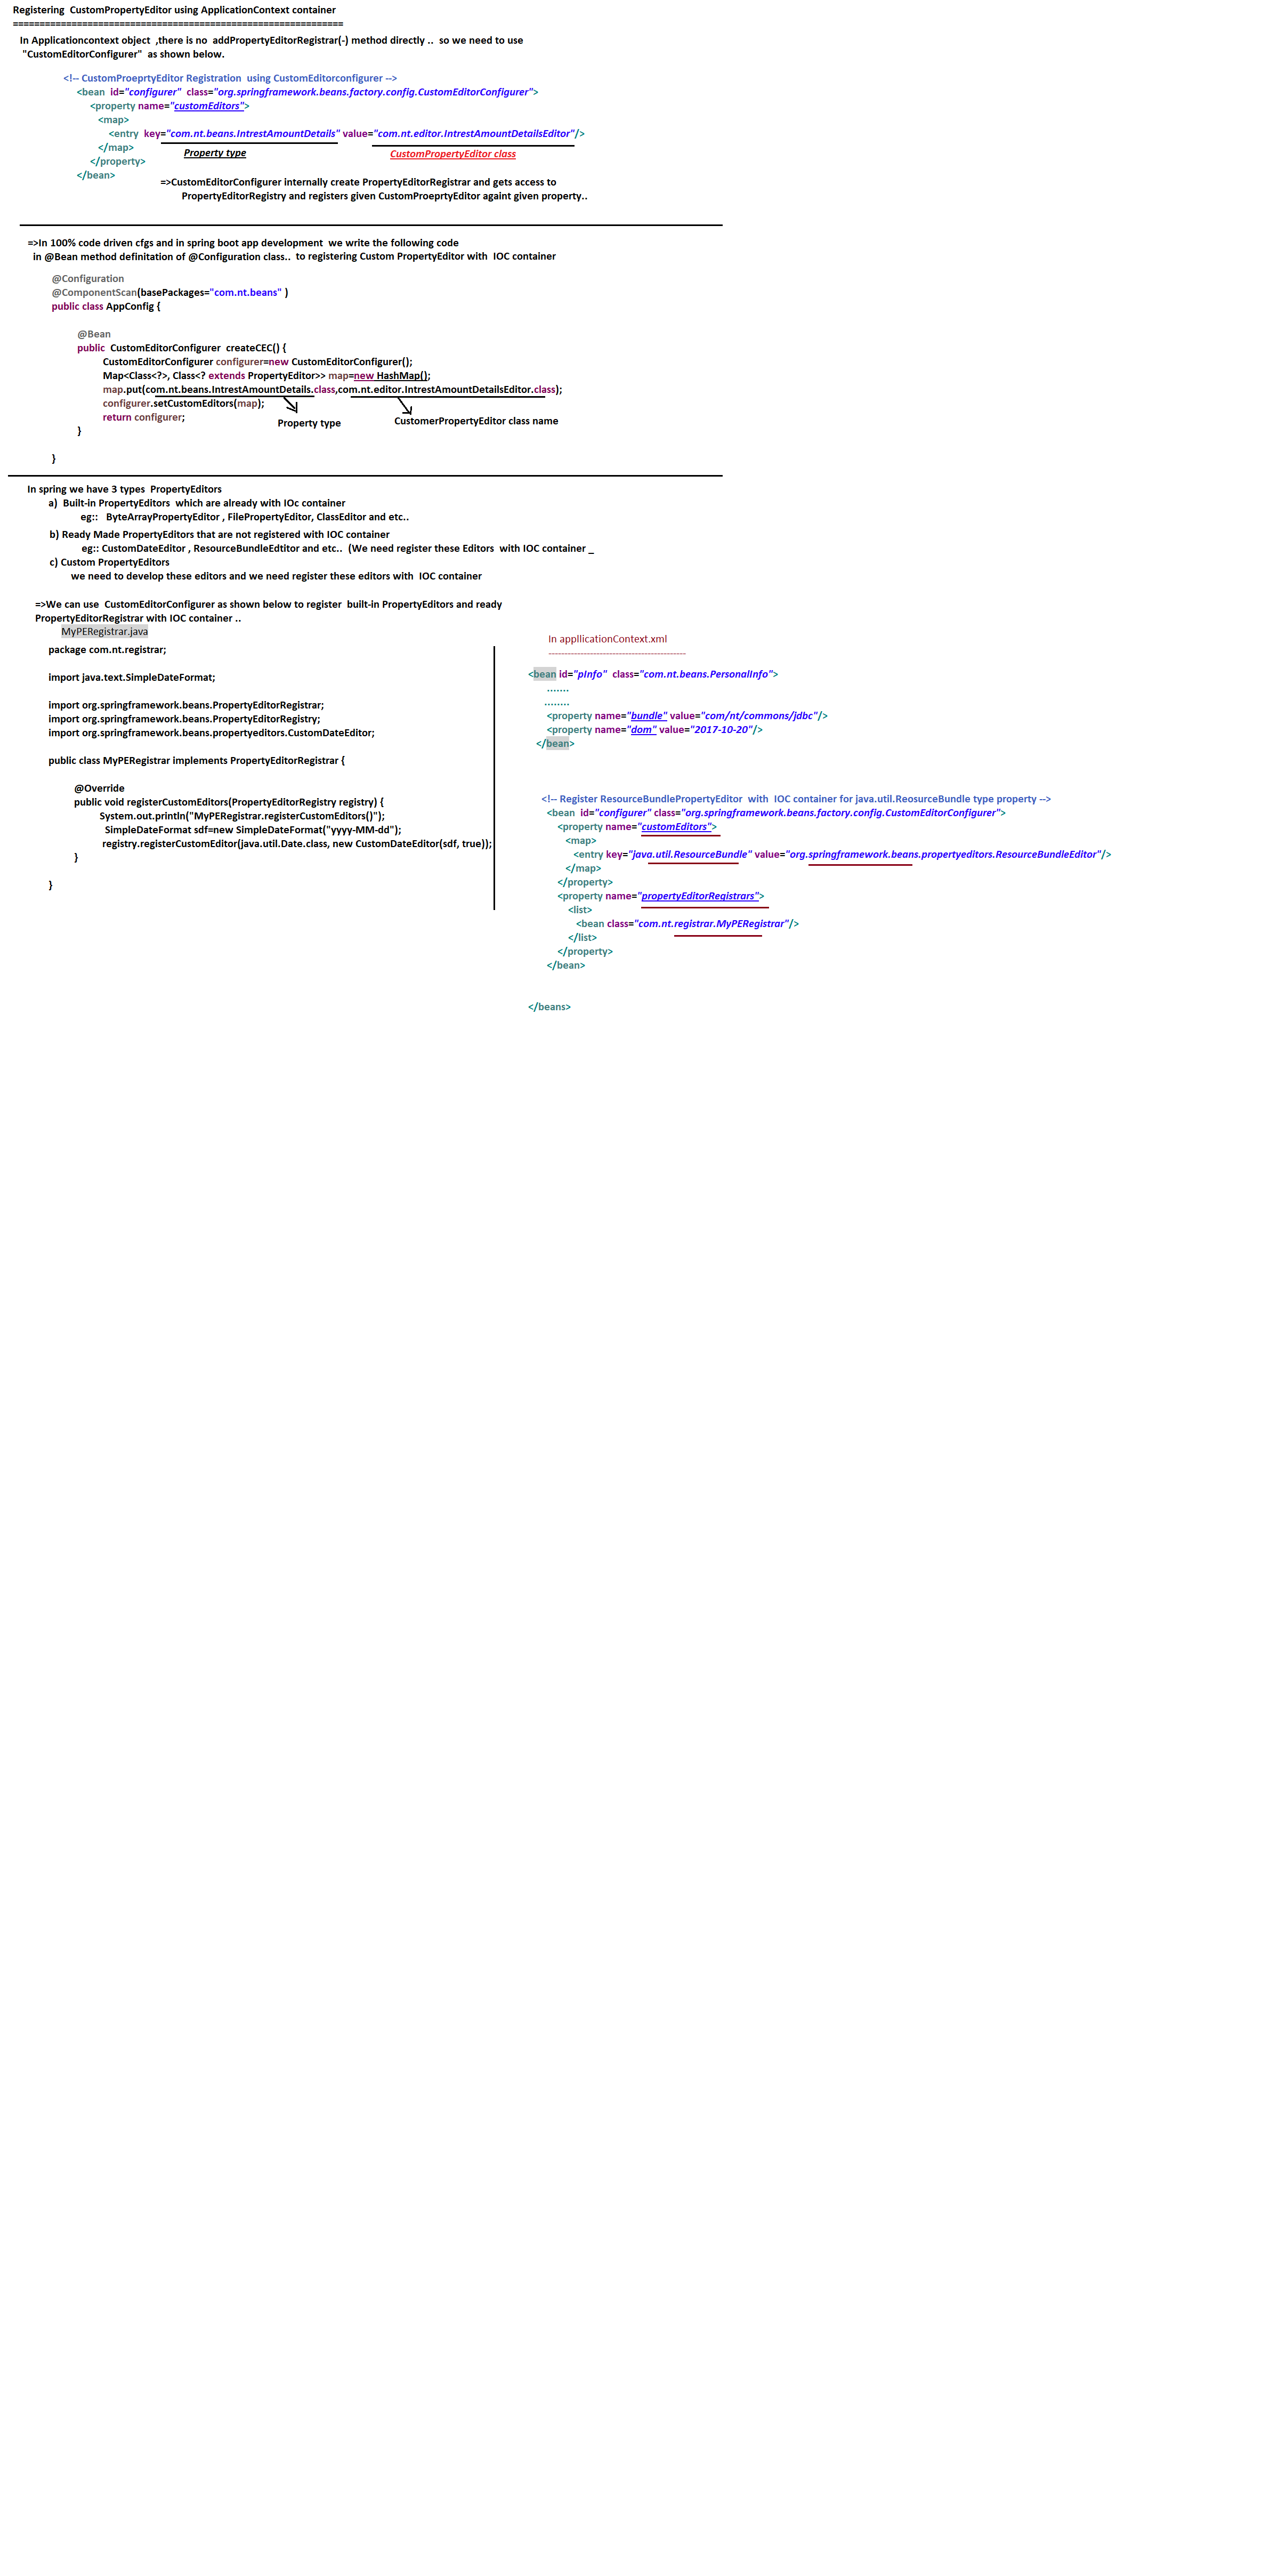 Registering  CustomPropertyEditor using ApplicationContext container
==============================================================
In Applicationcontext object  ,there is no  addPropertyEditorRegistrar(-) method directly ..  so we need to use
"CustomEditorConfigurer"  as shown below.
<!-- CustomProeprtyEditor Registration  using CustomEditorconfigurer -->
<bean  id="configurer"  class="org.springframework.beans.factory.config.CustomEditorConfigurer">
<property name="customEditors">
<map>
<entry  key="com.nt.beans.IntrestAmountDetails" value="com.nt.editor.IntrestAmountDetailsEditor"/>
</map>
Property type
CustomPropertyEditor class
</property>
</bean>
=>CustomEditorConfigurer internally create PropertyEditorRegistrar and gets access to
PropertyEditorRegistry and registers given CustomProeprtyEditor againt given property..
=>In 100% code driven cfgs and in spring boot app development  we write the following code
in @Bean method definitation of @Configuration class..  to registering Custom PropertyEditor with  IOC container
@Configuration
@ComponentScan(basePackages="com.nt.beans" )
public class AppConfig {
@Bean
public  CustomEditorConfigurer  createCEC() {
CustomEditorConfigurer configurer=new CustomEditorConfigurer();
Map<Class<?>, Class<? extends PropertyEditor>> map=new HashMap();
map.put(com.nt.beans.IntrestAmountDetails.class,com.nt.editor.IntrestAmountDetailsEditor.class);
configurer.setCustomEditors(map);
return configurer;
Property type
CustomerPropertyEditor class name
}
}
In spring we have 3 types  PropertyEditors
a)  Built-in PropertyEditors  which are already with IOc container
eg::   ByteArrayPropertyEditor , FilePropertyEditor, ClassEditor and etc..
b) Ready Made PropertyEditors that are not registered with IOC container
eg:: CustomDateEditor , ResourceBundleEdtitor and etc..  (We need register these Editors  with IOC container _
c) Custom PropertyEditors
we need to develop these editors and we need register these editors with  IOC container
=>We can use  CustomEditorConfigurer as shown below to register  built-in PropertyEditors and ready
PropertyEditorRegistrar with IOC container ..
MyPERegistrar.java
package com.nt.registrar;
import java.text.SimpleDateFormat;
import org.springframework.beans.PropertyEditorRegistrar;
import org.springframework.beans.PropertyEditorRegistry;
import org.springframework.beans.propertyeditors.CustomDateEditor;
public class MyPERegistrar implements PropertyEditorRegistrar {
@Override
public void registerCustomEditors(PropertyEditorRegistry registry) {
System.out.println("MyPERegistrar.registerCustomEditors()");
SimpleDateFormat sdf=new SimpleDateFormat("yyyy-MM-dd");
registry.registerCustomEditor(java.util.Date.class, new CustomDateEditor(sdf, true));
}
}
In appllicationContext.xml
-------------------------------------------
<bean id="pInfo"  class="com.nt.beans.PersonalInfo">
.......
........
<property name="bundle" value="com/nt/commons/jdbc"/>
<property name="dom" value="2017-10-20"/>
</bean>
<!-- Register ResourceBundlePropertyEditor  with  IOC container for java.util.ReosurceBundle type property -->
<bean  id="configurer" class="org.springframework.beans.factory.config.CustomEditorConfigurer">
<property name="customEditors">
<map>
<entry key="java.util.ResourceBundle" value="org.springframework.beans.propertyeditors.ResourceBundleEditor"/>
</map>
</property>
<property name="propertyEditorRegistrars">
<list>
<bean class="com.nt.registrar.MyPERegistrar"/>
</list>
</property>
</bean>
</beans>